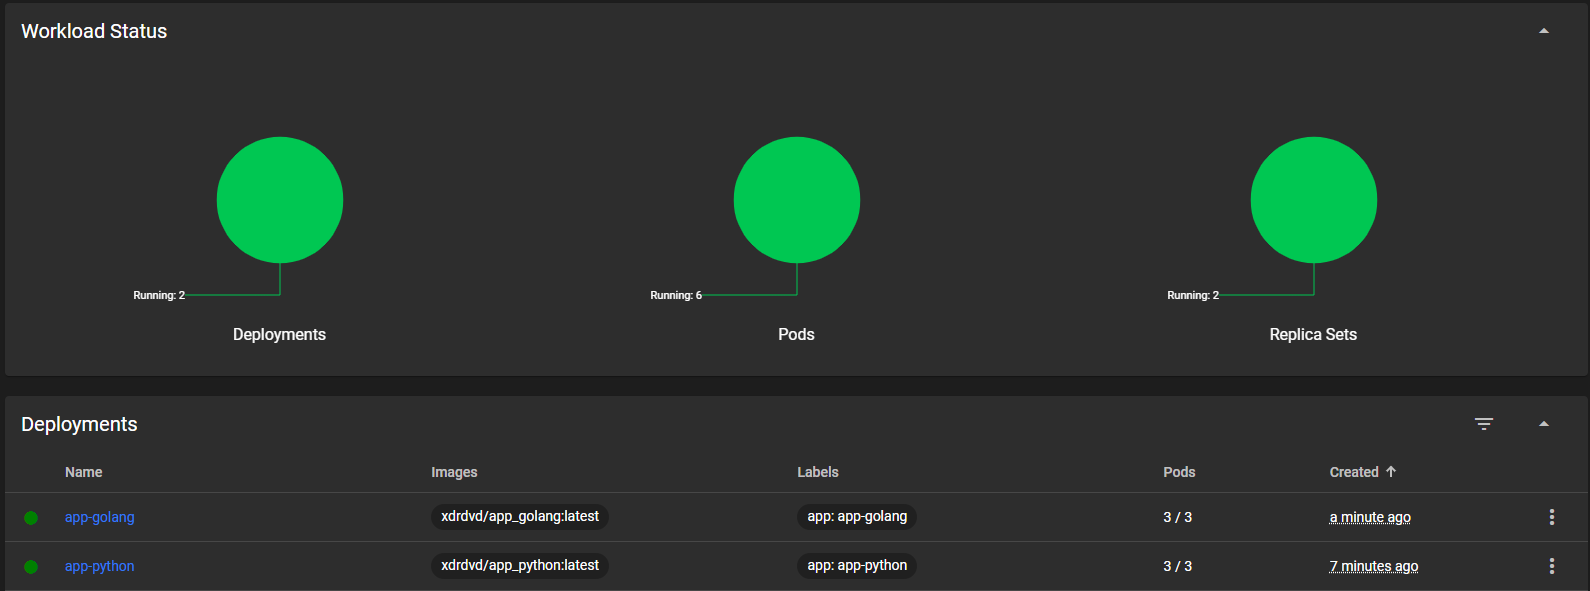 Workload Status
Running: 2
Running: 6
Running: 2
Deployments
Pods
Replica Sets
Deployments
Name Images Labels Pods Created
app-golang xdrdvd/app_golang:latest app: app-golang 3 / 3 a minute ago
app-python xdrdvd/app_python:latest app: app-python 3 / 3 7 minutes ago